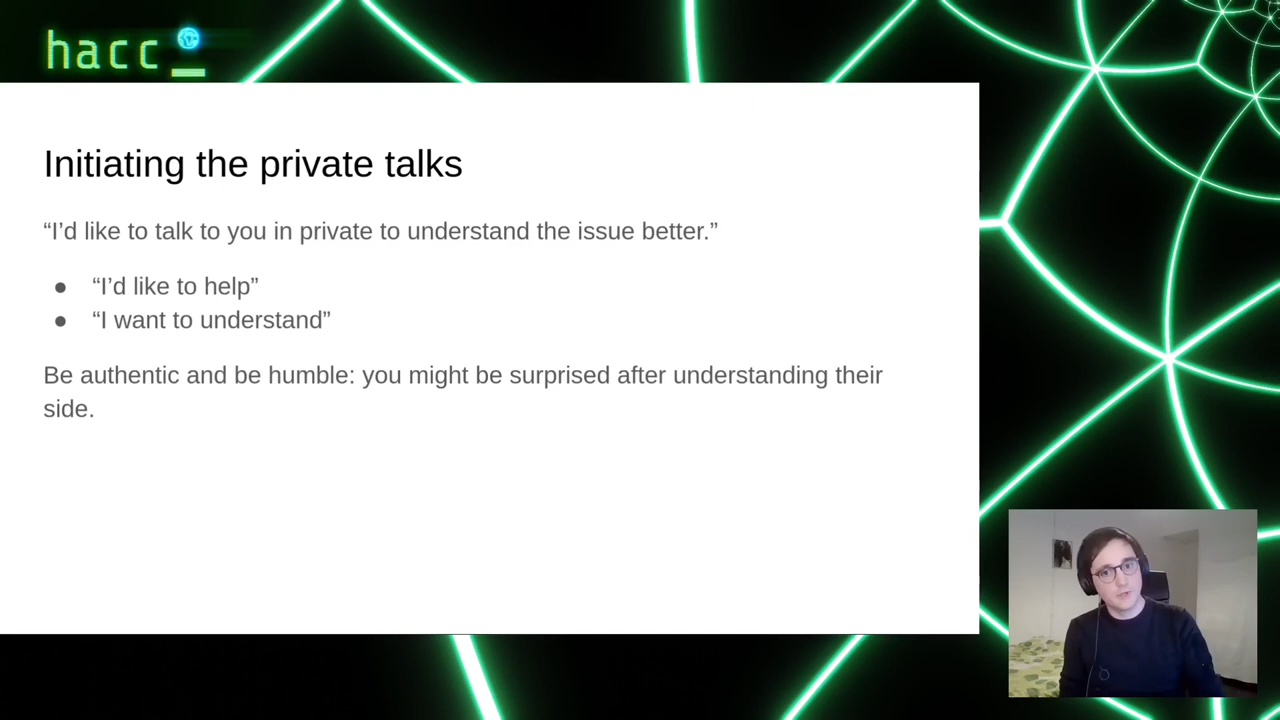 hacc
Initiating the private talks
“I’d like to talk to you in private to understand the issue better.”
● “I’d like to help”
● “I want to understand”
Be authentic and be humble: you might be surprised after understanding their
side.